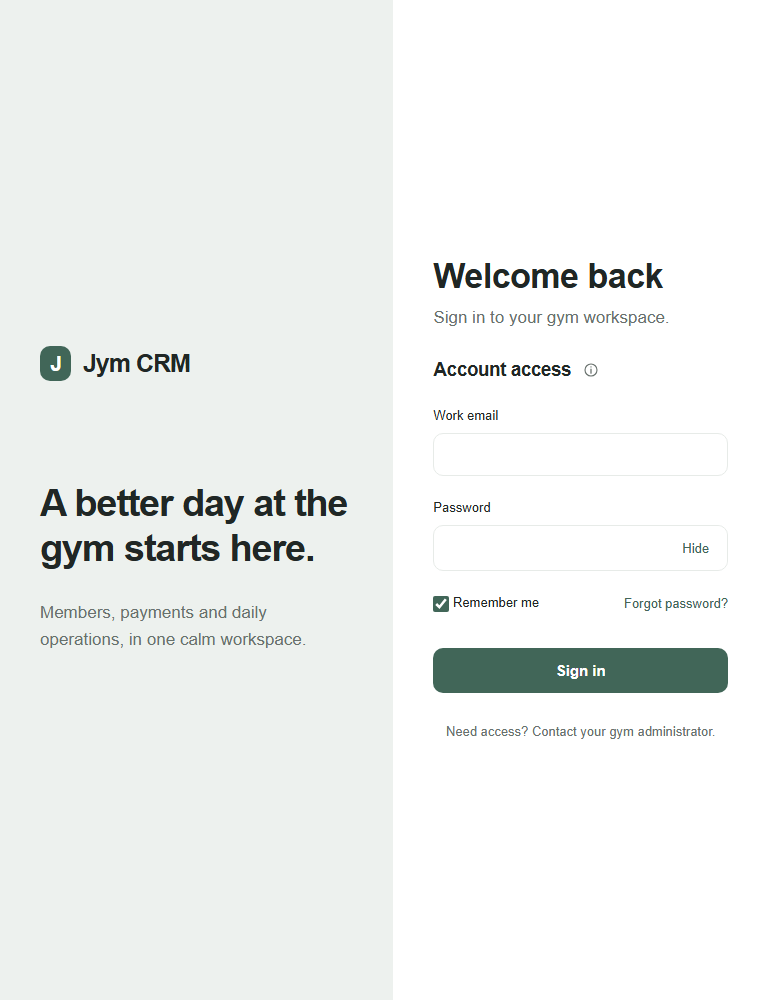 J Jym CRM
A better day at the
gym starts here.
Members, payments and daily
operations, in one calm workspace.
Welcome back
Sign in to your gym workspace.
Account access
Work email
Password
Hide
Remember me
Forgot password?
Sign in
Need access? Contact your gym administrator.